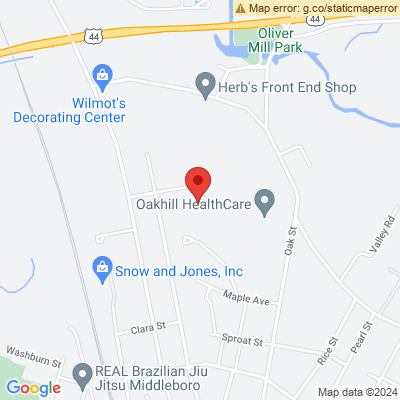 Map error: g.co/staticmaperror
44
44
Oliver
Mill Park
Wilmot's
Decorating Center
Herb's Front End Shop
Oakhill HealthCare
Oak St
Valley Rd
Snow and Jones, Inc
Maple Ave
Clara St
Sproat St
Rice St
Pearl St
Washburn St
REAL Brazilian Jiu
Jitsu Middleboro
Google
Map data ©2024